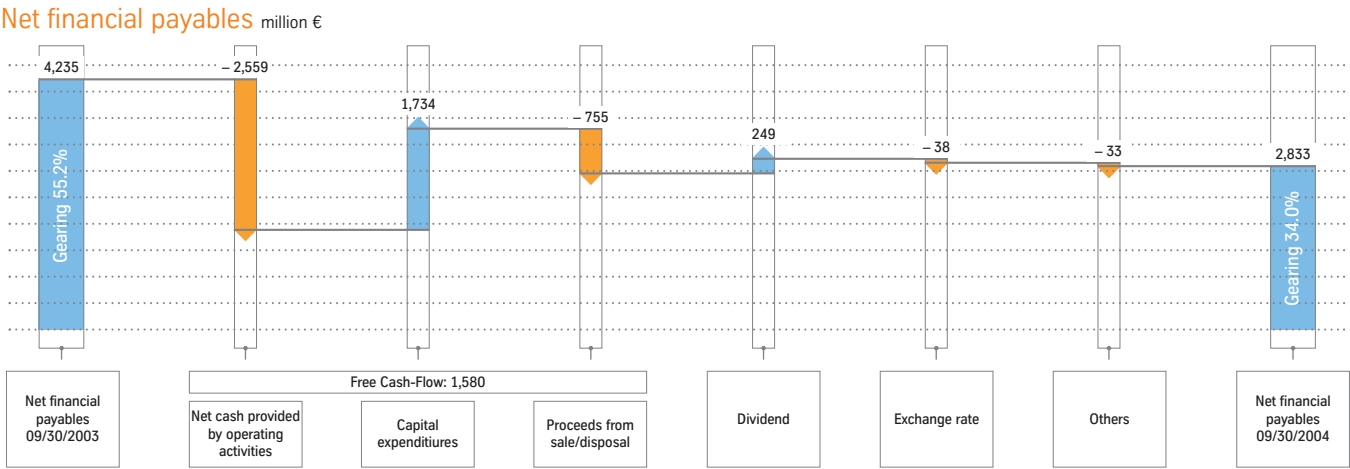 Net financial payables million €
4,235
– 2,559
1,734
– 755
249
– 38
– 33
2,833
Gearing 55.2%
Gearing 34.0%
Net financial
payables
09/30/2003
Free Cash-Flow: 1,580
Net cash provided
by operating
activities
Capital
expenditiures
Proceeds from
sale/disposal
Dividend
Exchange rate
Others
Net financial
payables
09/30/2004